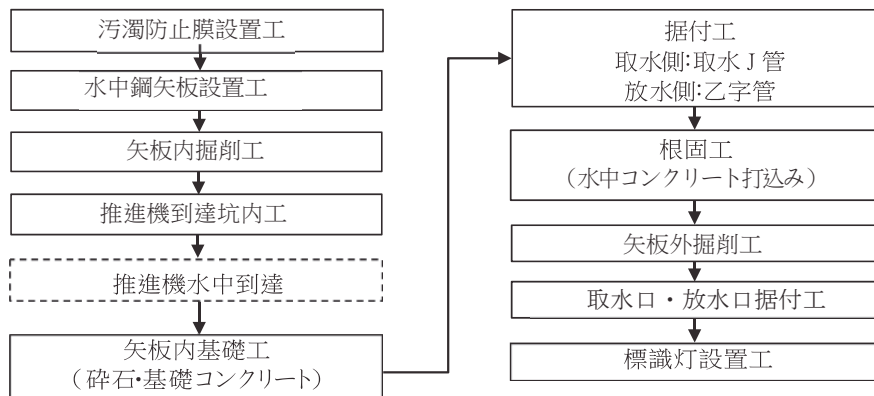 汚濁防止膜設置工
水中鋼矢板設置工
矢板内掘削工
推進機到達坑内工
推進機水中到達
矢板内基礎工
（砕石・基礎コンクリート）
据付工
取水側:取水Ｊ管
放水側:乙字管
根固工
（水中コンクリート打込み）
矢板外掘削工
取水口・放水口据付工
標識灯設置工